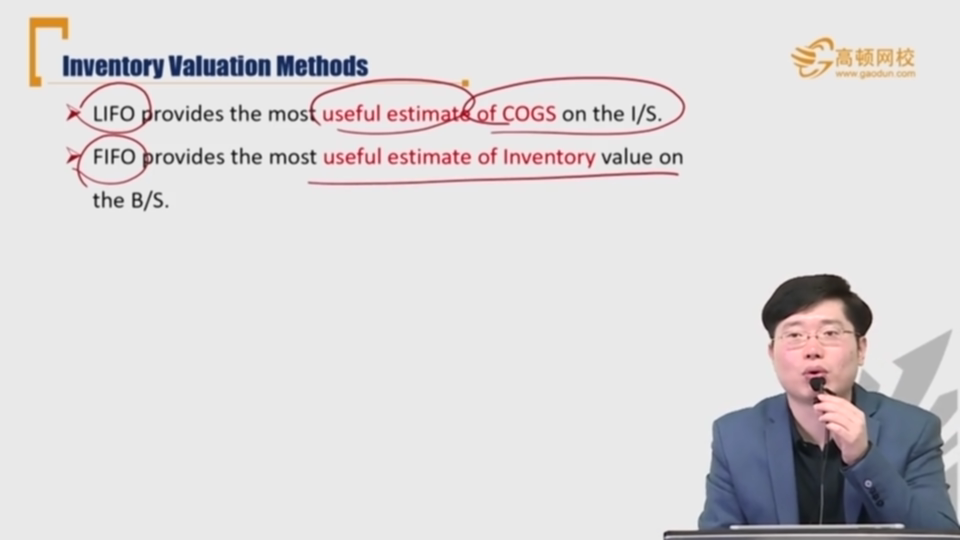 Inventory Valuation Methods
高顿网校
www.gaodun.com
LIFO provides the most useful estimate of COGS on the I/S.
FIFO provides the most useful estimate of Inventory value on
the B/S.